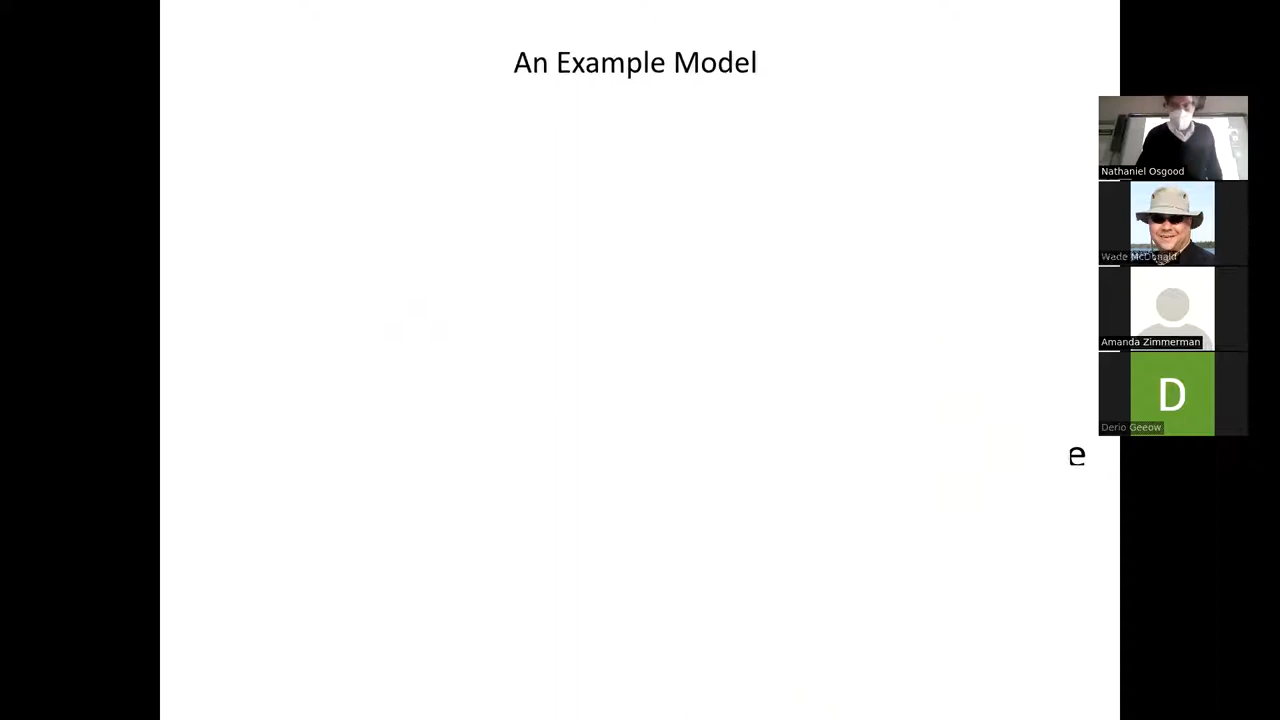 An Example Model
Nathaniel Osgood
Wade McDonald
Amanda Zimmerman
D
Derio Geeow
e